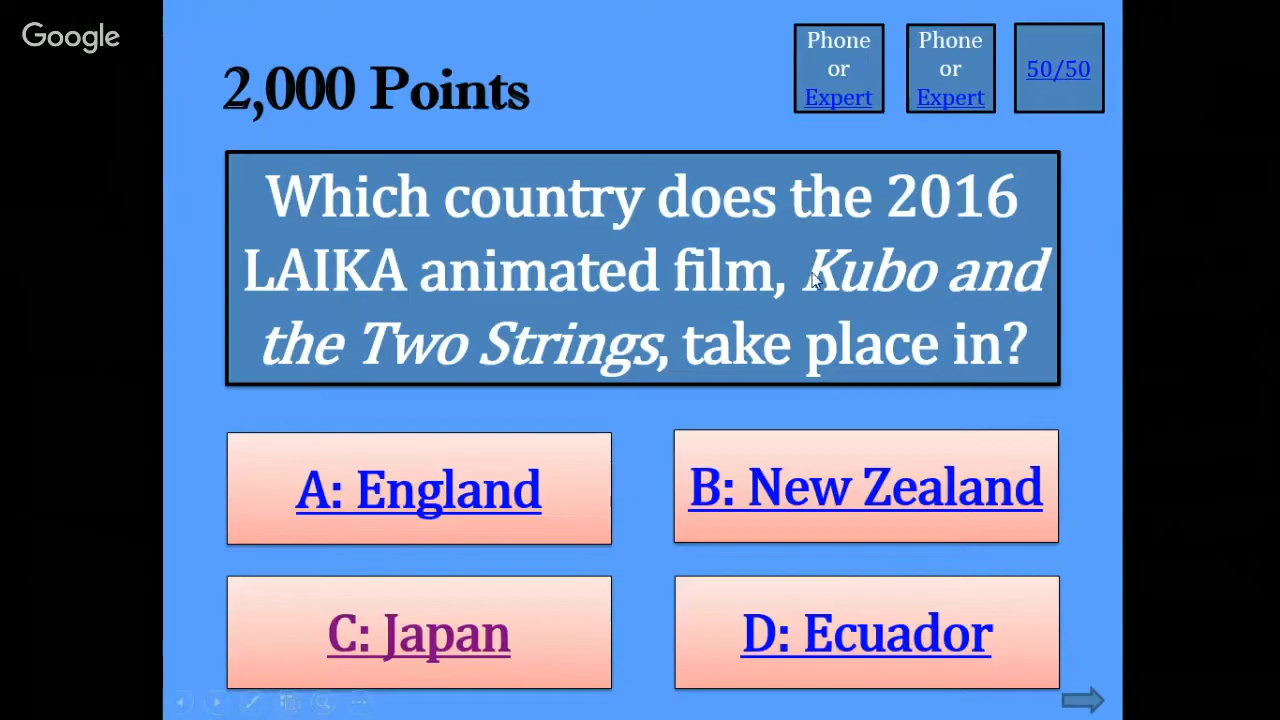 Google
2,000 Points
Phone
or
Expert
Phone
or
Expert
50/50
Which country does the 2016
LAIKA animated film, Kubo and
the Two Strings, take place in?
A: England
B: New Zealand
C: Japan
D: Ecuador